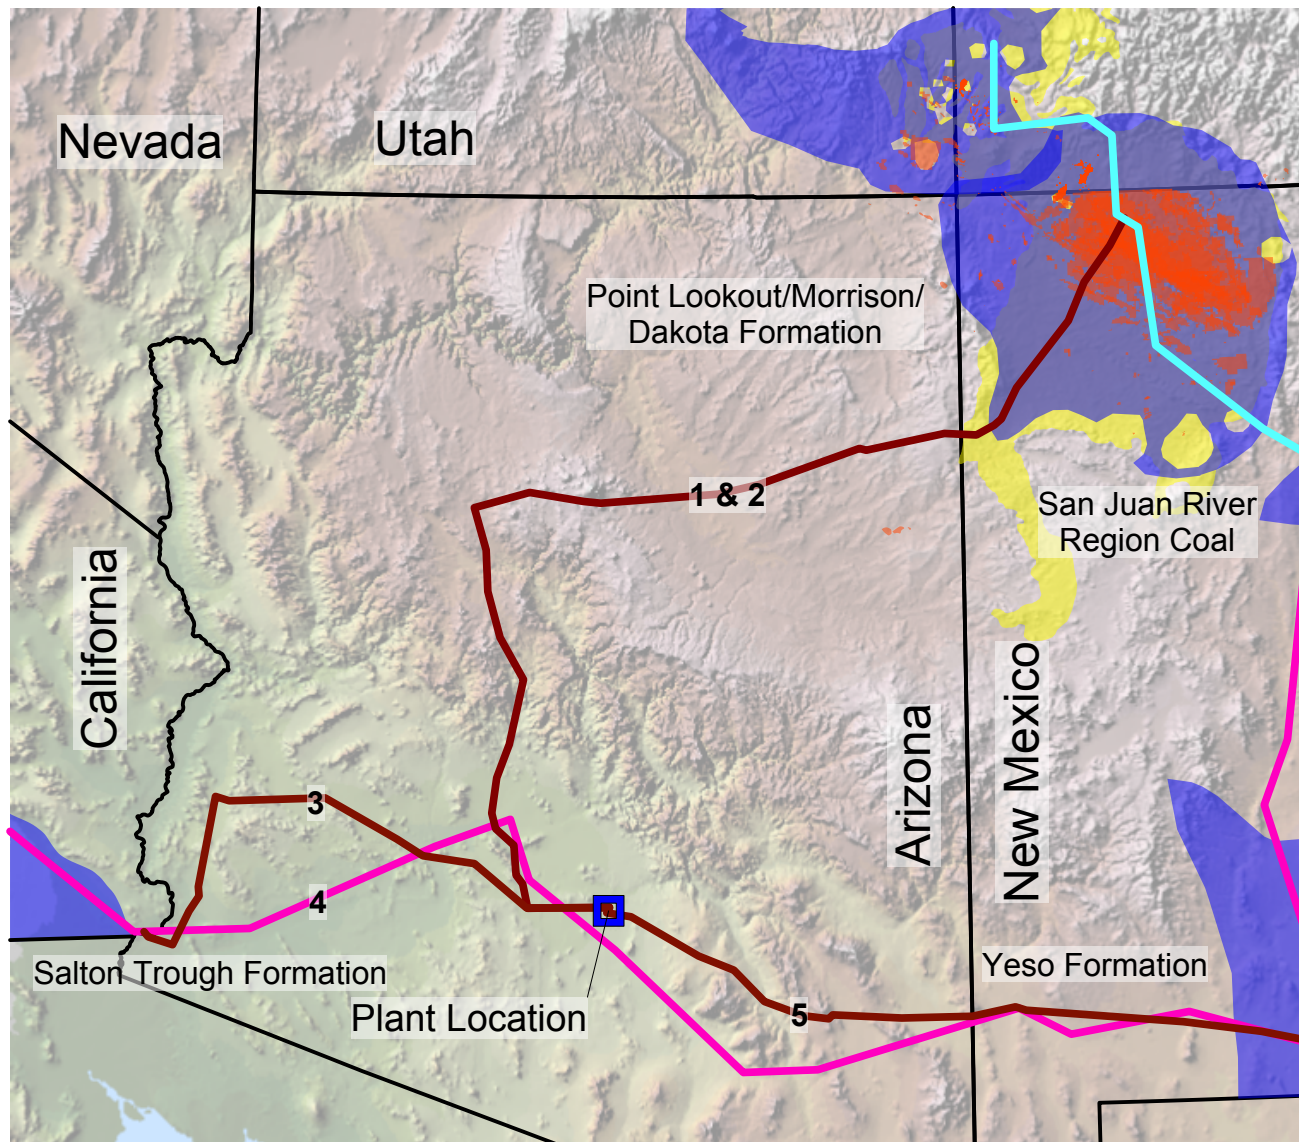 Nevada
Utah
Point Lookout/Morrison/
Dakota Formation
1 & 2
San Juan River
Region Coal
California
New Mexico
Arizona
3
4
Salton Trough Formation
Yeso Formation
Plant Location
5